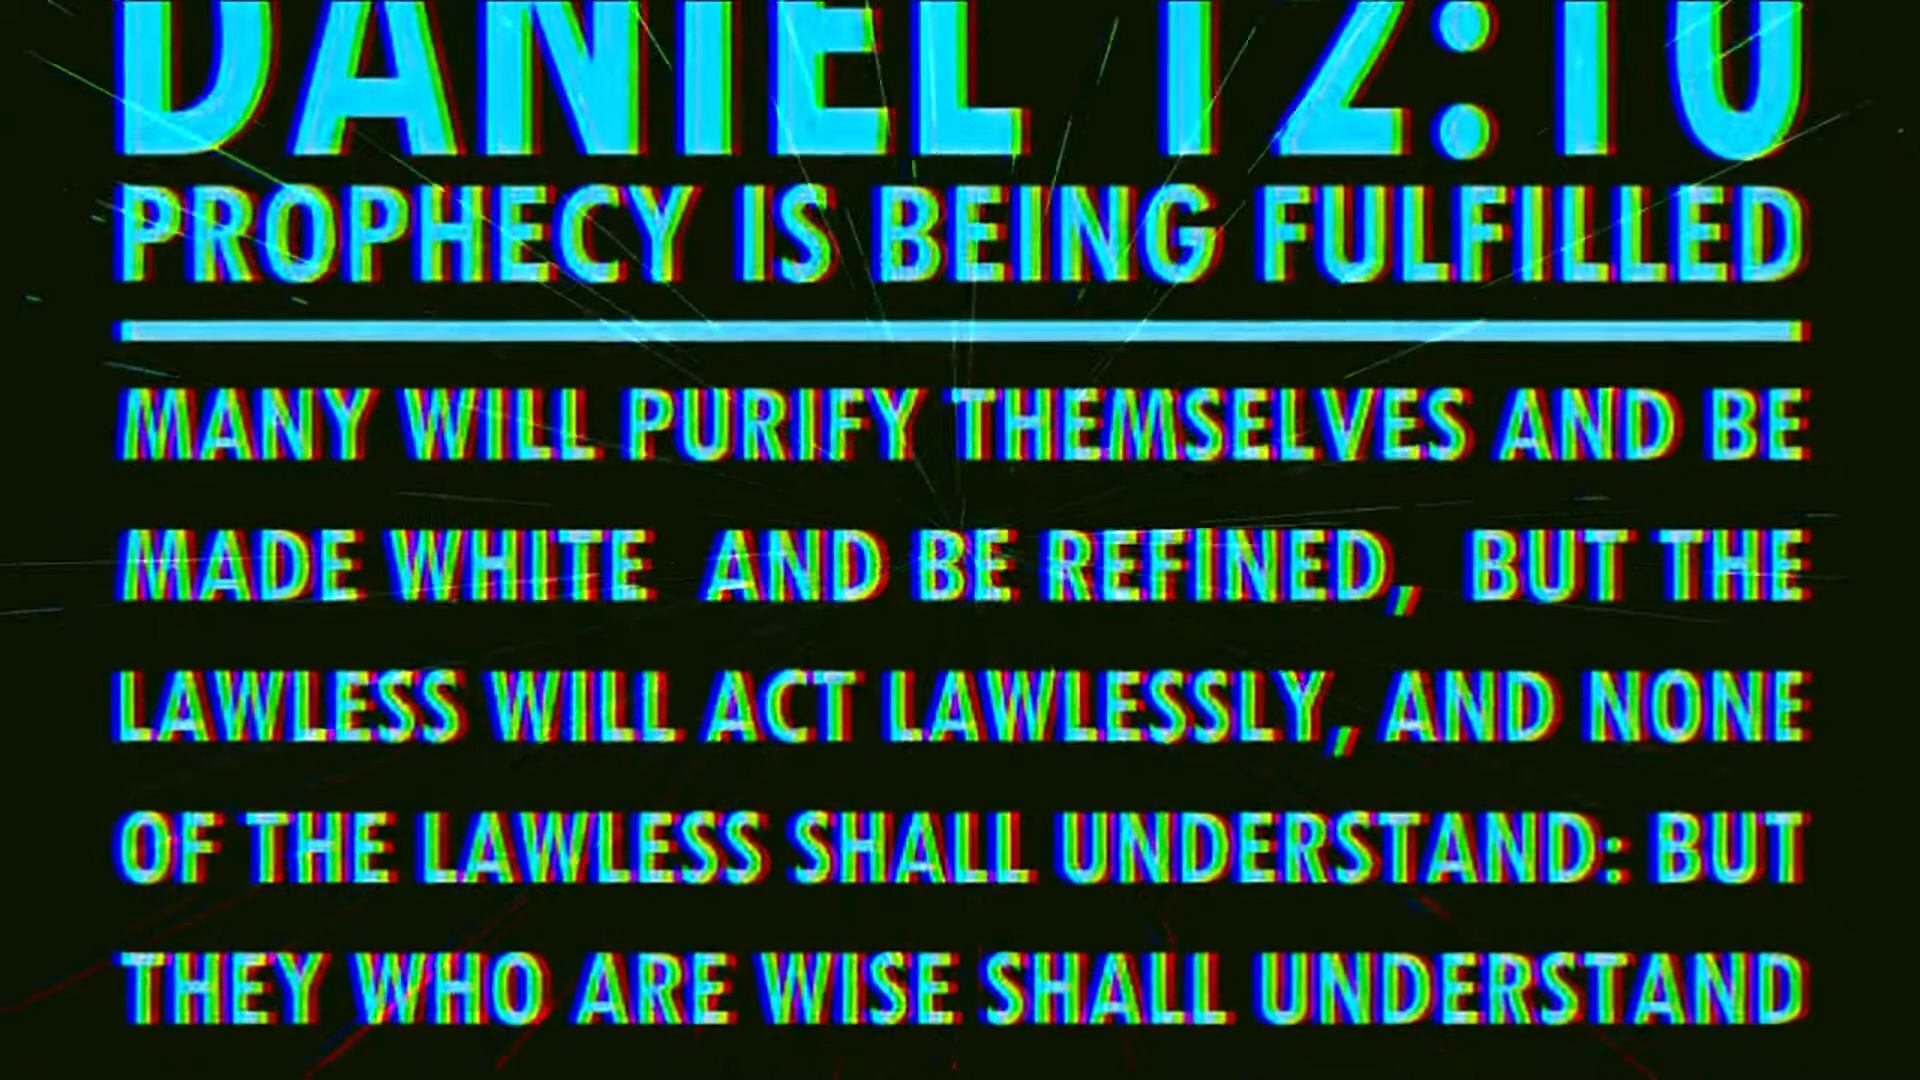 DANIEL 12:10
PROPHECY IS BEING FULFILLED
MANY WILL PURIFY THEMSELVES AND BE
MADE WHITE AND BE REFINED, BUT THE
LAWLESS WILL ACT LAWLESSLY, AND NONE
OF THE LAWLESS SHALL UNDERSTAND: BUT
THEY WHO ARE WISE SHALL UNDERSTAND